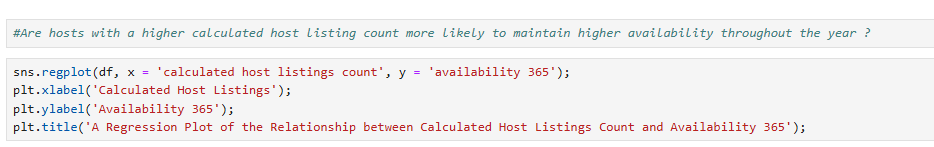 #Are hosts with a higher calculated host listing count more likely to maintain higher availability throughout the year ?
sns.regplot(df, x = 'calculated host listings count', y = 'availability 365');
plt.xlabel('Calculated Host Listings');
plt.ylabel('Availability 365');
plt.title('A Regression Plot of the Relationship between Calculated Host Listings Count and Availability 365');